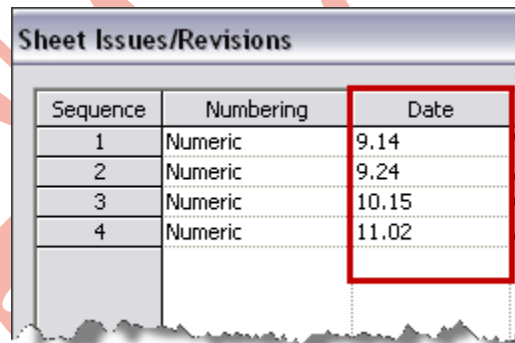 Sheet Issues/Revisions
Sequence Numbering Date
1 Numeric 9.14
2 Numeric 9.24
3 Numeric 10.15
4 Numeric 11.02